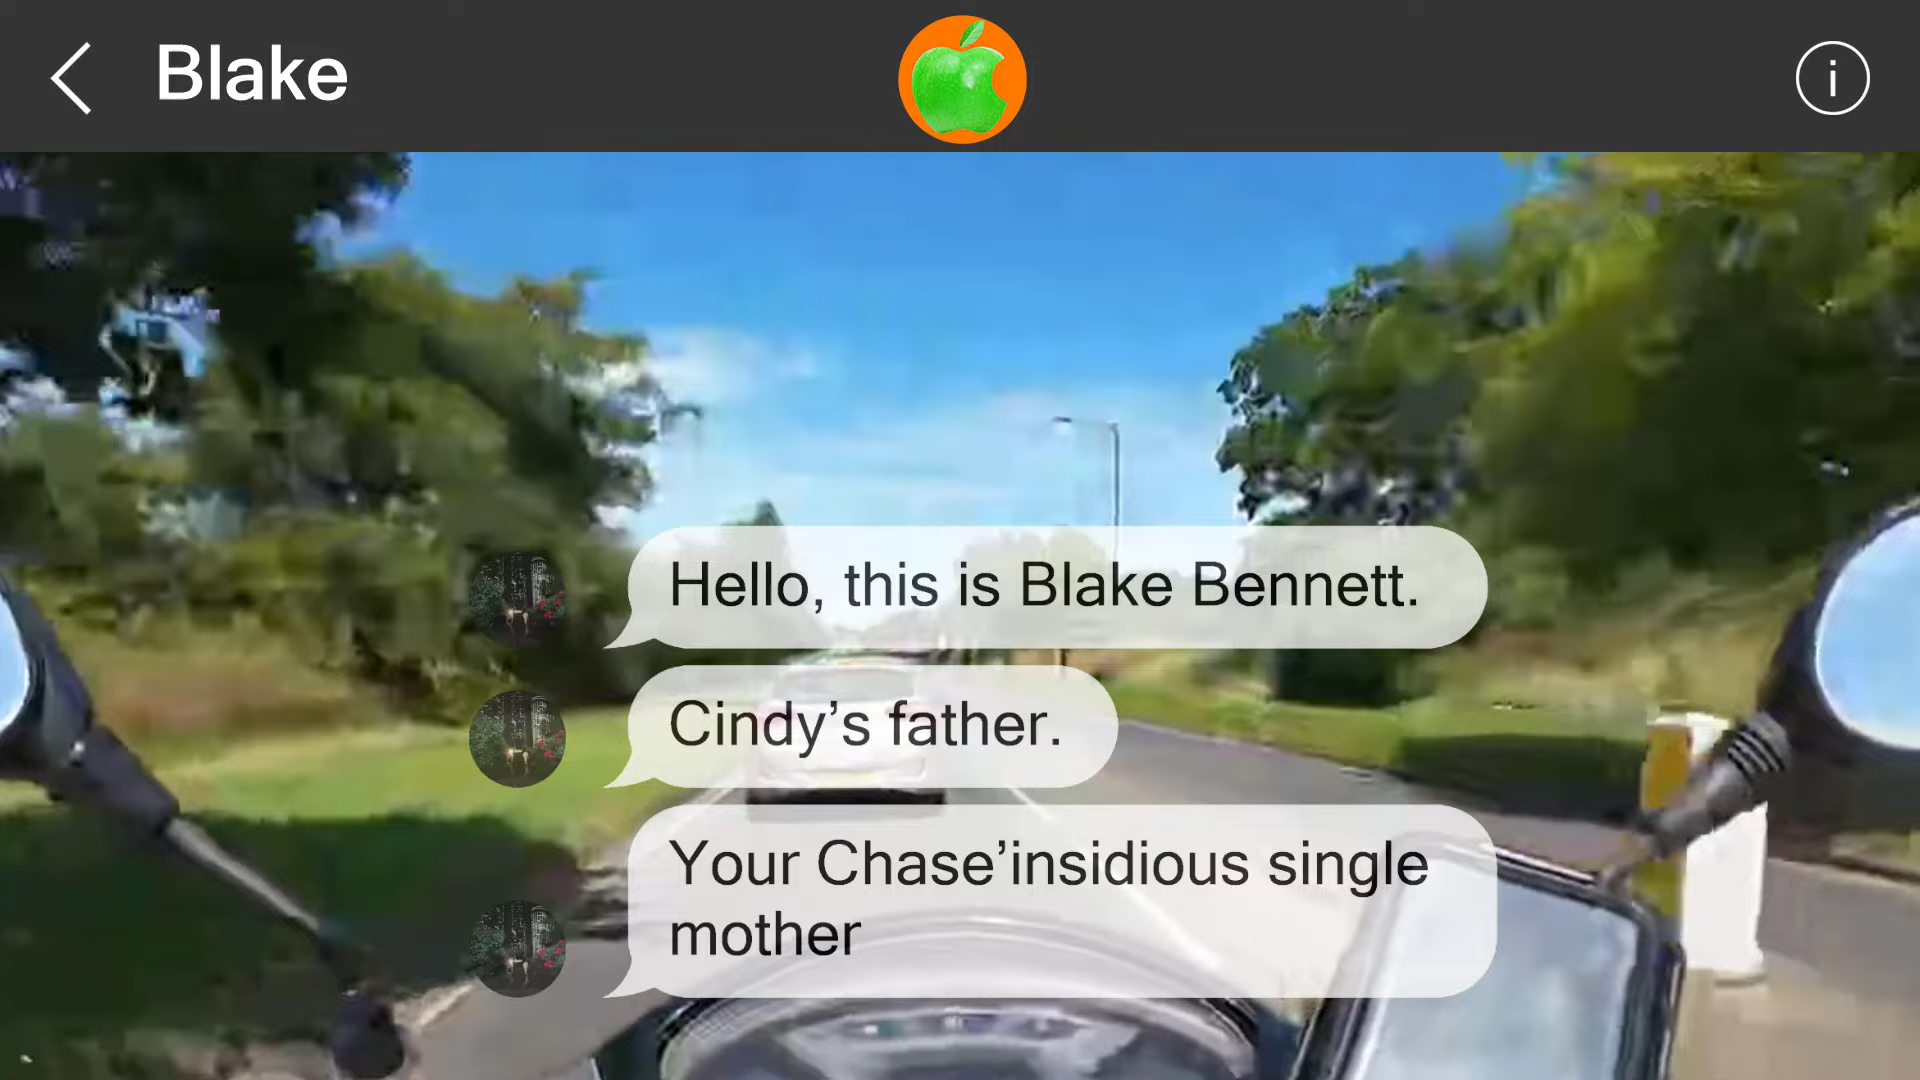 Blake
Hello, this is Blake Bennett.
Cindy’s father.
Your Chase’insidious single
mother